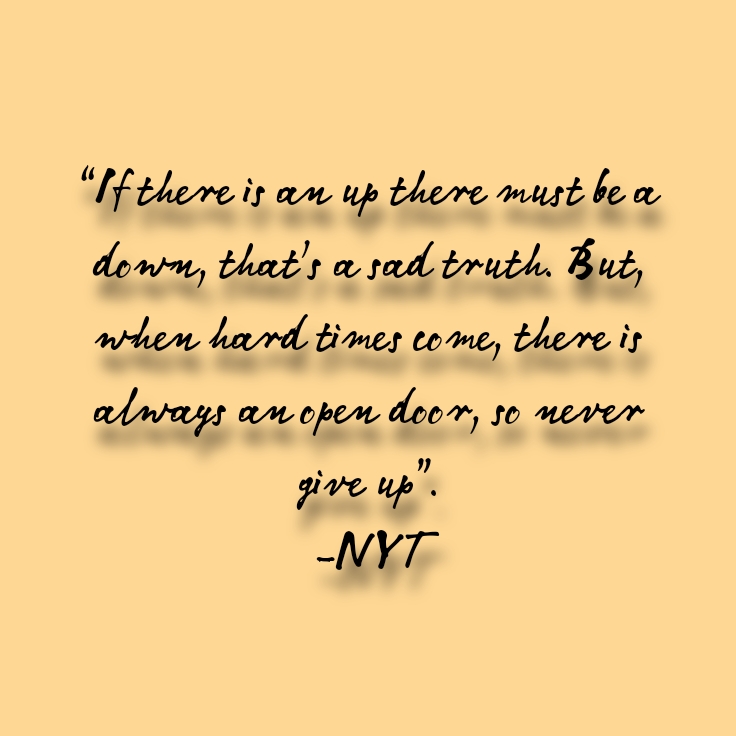 “If there is an up there must be a
down, that's a sad truth. But,
when hard times come, there is
always an open door, so never
give up”.
-NYT